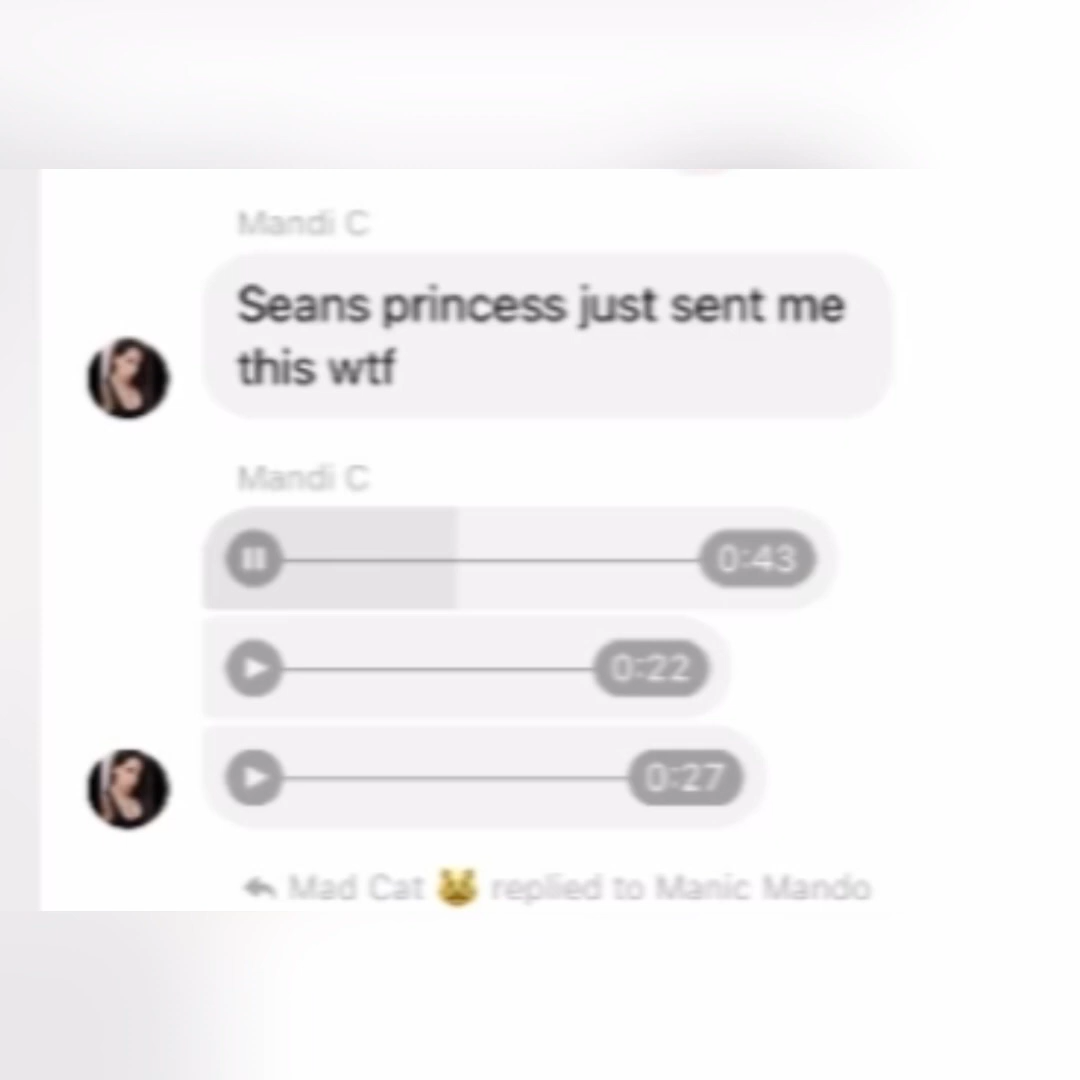 Mandi C
Seans princess just sent me
this wtf
Mandi C
0:43
0:22
0:27
Mad Cat 😾 replied to Manic Mando